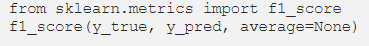 from sklearn.metrics import f1_score
f1_score(y_true, y_pred, average=None)